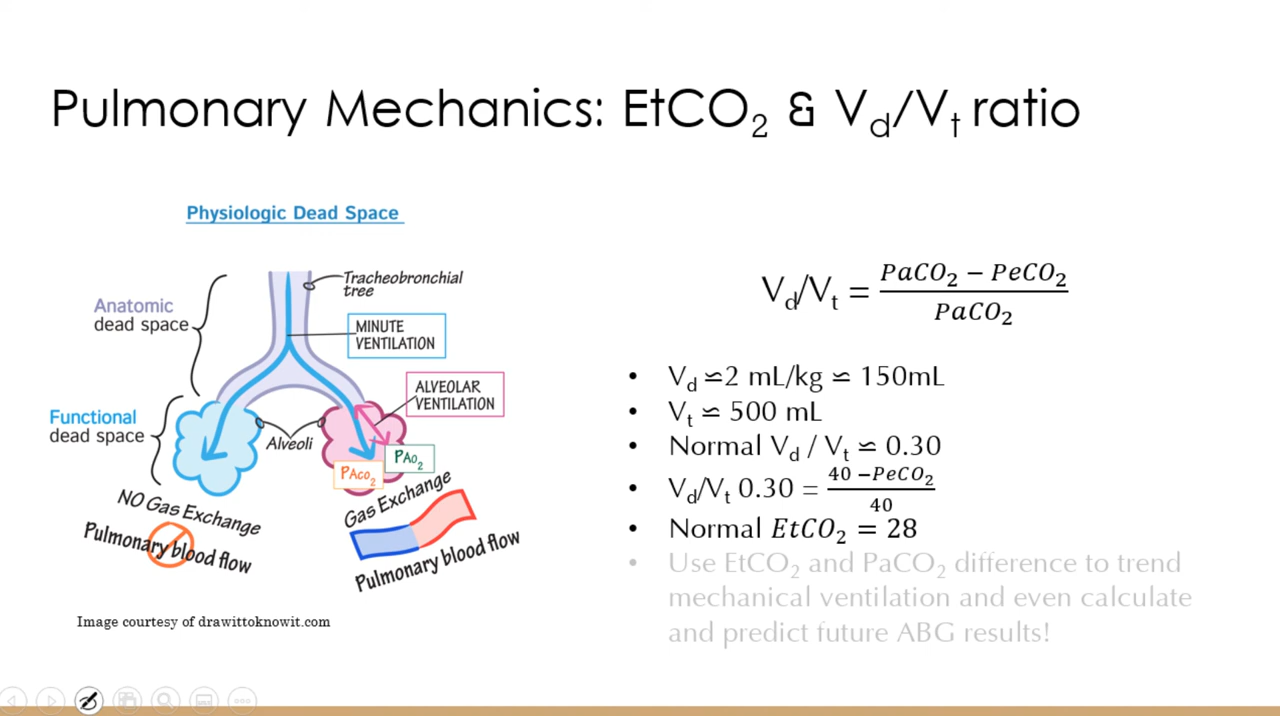 Pulmonary Mechanics: EtCO₂ & V_d/V_t ratio
Physiologic Dead Space
Anatomic
dead space
Tracheobronchial
tree
MINUTE
VENTILATION
ALVEOLAR
VENTILATION
Functional
dead space
Alveoli
PAO₂
PACO₂
NO Gas Exchange
Pulmonary blood flow
Gas Exchange
Pulmonary blood flow
Image courtesy of drawittoknowit.com
V_d/V_t = (PaCO₂ − PeCO₂)/PaCO₂
• V_d ≌2 mL/kg ≌ 150mL
• V_t ≌ 500 mL
• Normal V_d / V_t ≌ 0.30
• V_d/V_t 0.30 = (40 −PeCO₂)/40
• Normal EtCO₂ = 28
• Use EtCO₂ and PaCO₂ difference to trend
mechanical ventilation and even calculate
and predict future ABG results!